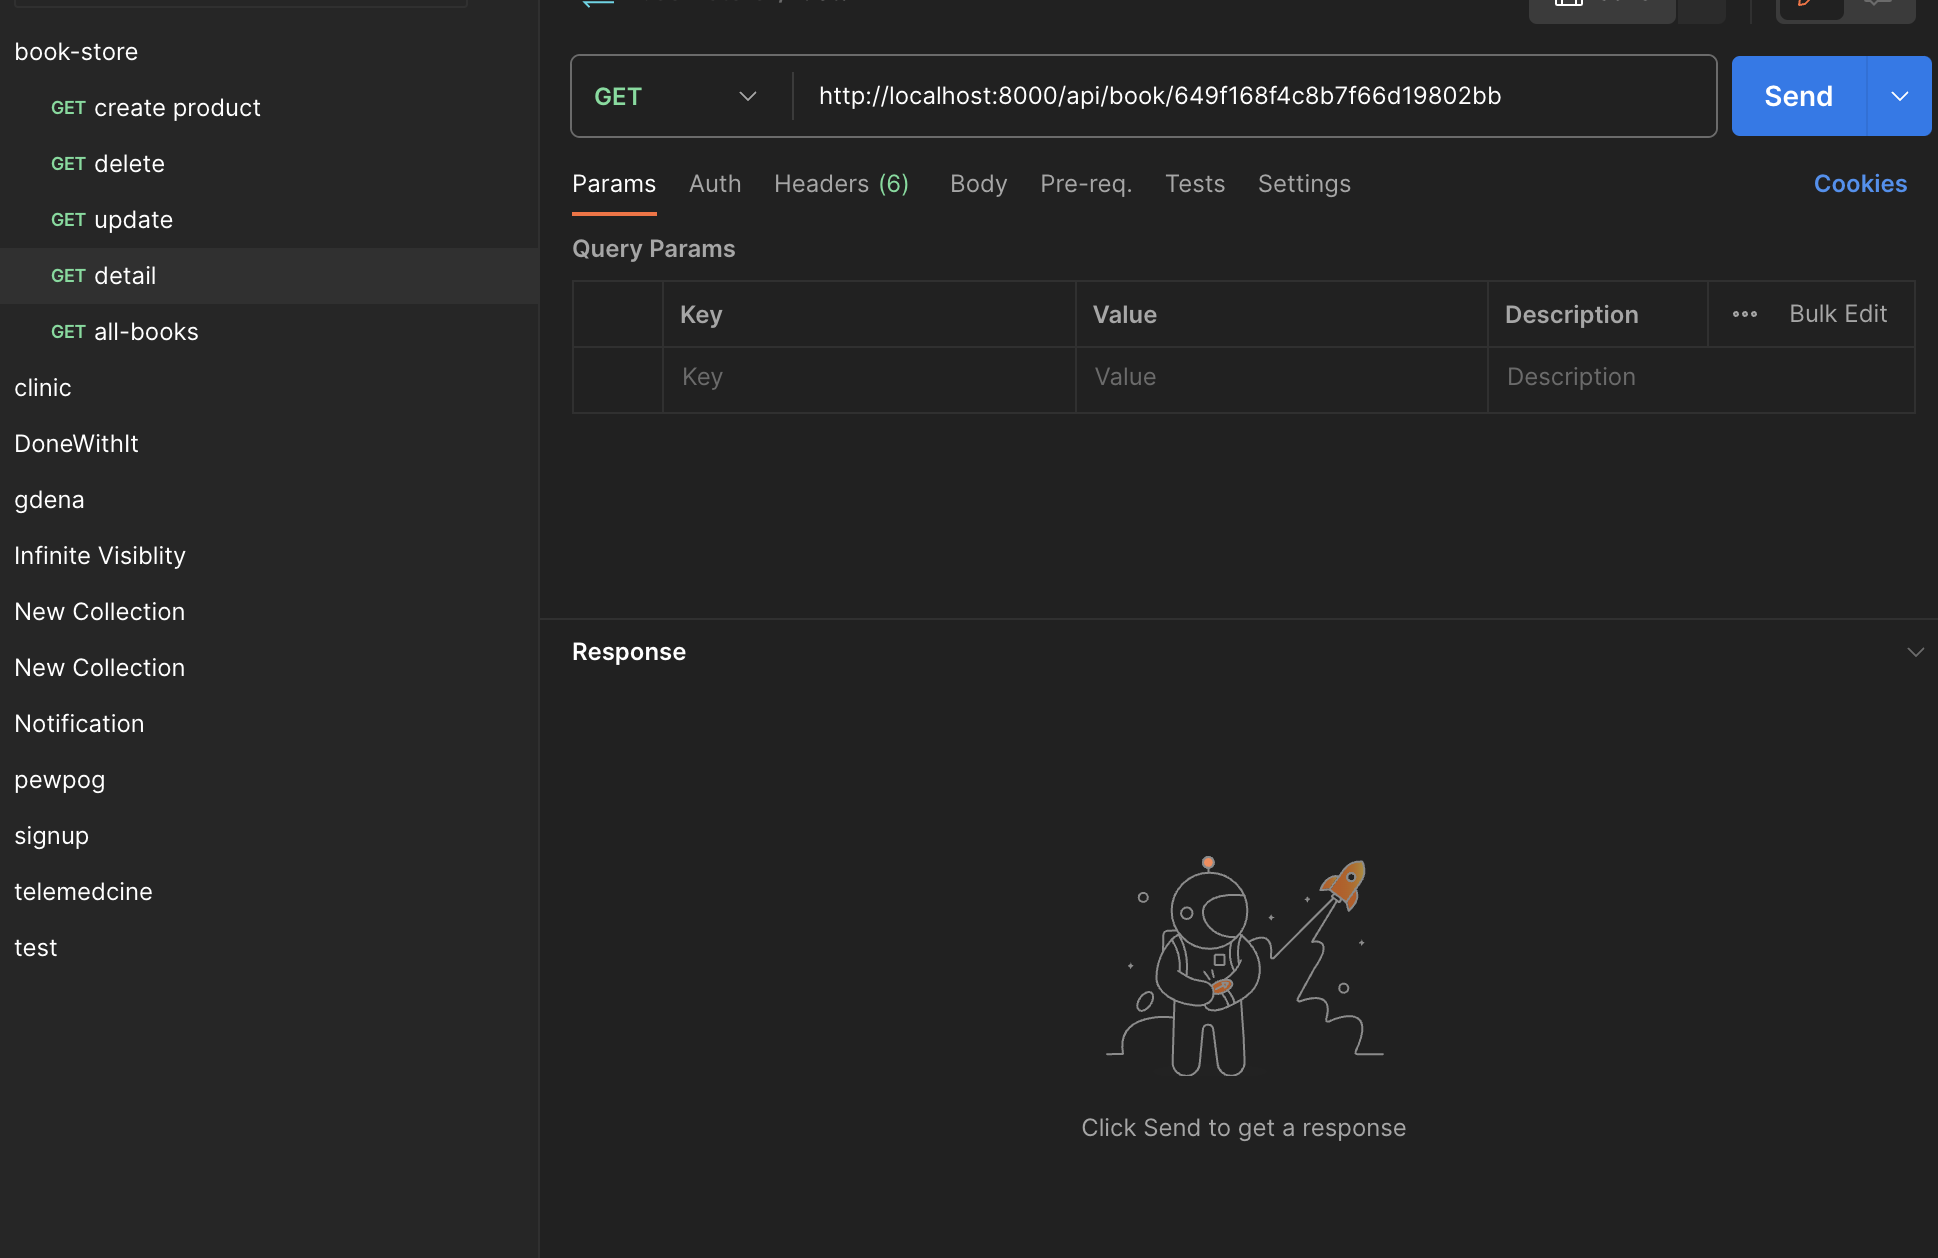 book-store
GET create product
GET delete
GET update
GET detail
GET all-books
clinic
DoneWithIt
gdena
Infinite Visiblity
New Collection
New Collection
Notification
pewpog
signup
telemedcine
test
GET http://localhost:8000/api/book/649f168f4c8b7f66d19802bb Send
Params Auth Headers (6) Body Pre-req. Tests Settings Cookies
Query Params
Key Value Description Bulk Edit
Key Value Description
Response
Click Send to get a response